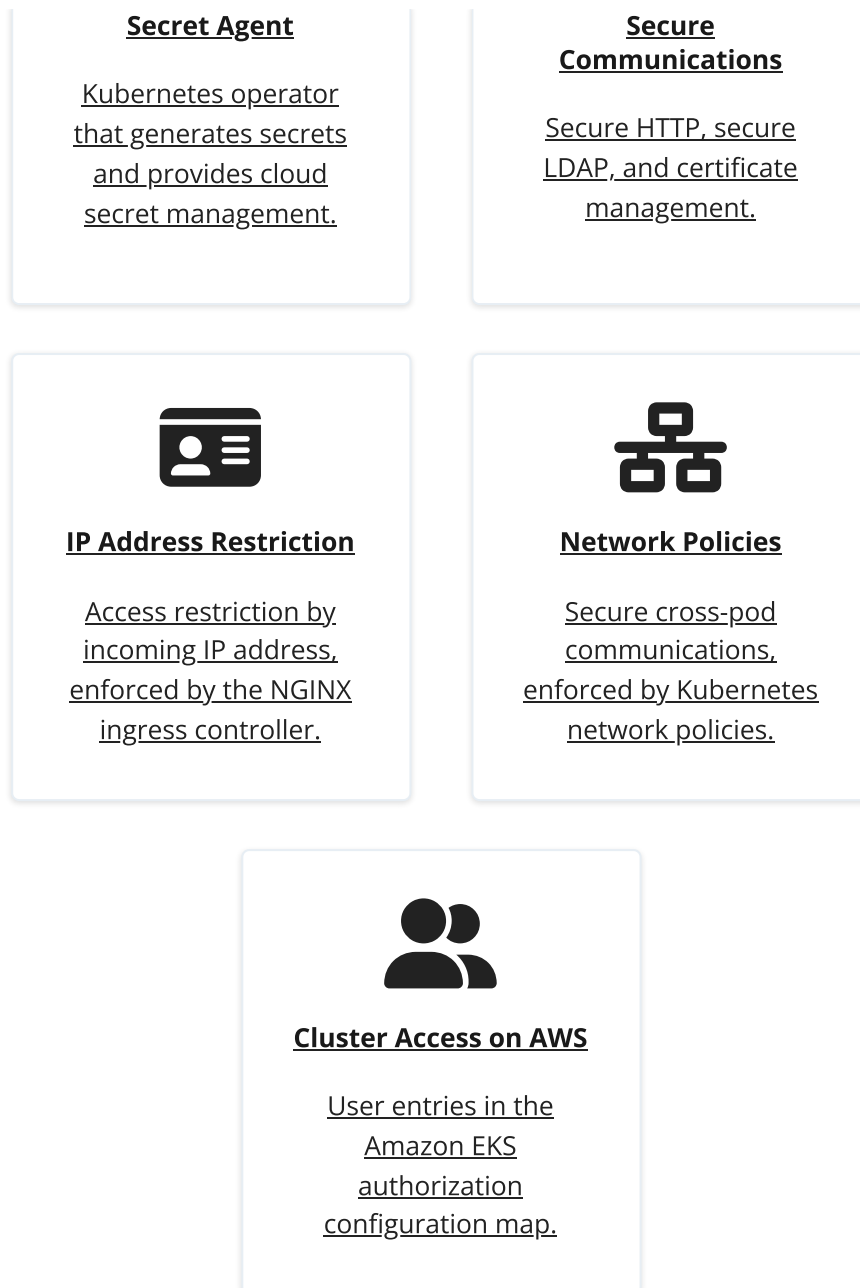 Secret Agent
Kubernetes operator
that generates secrets
and provides cloud
secret management.
Secure
Communications
Secure HTTP, secure
LDAP, and certificate
management.
IP Address Restriction
Access restriction by
incoming IP address,
enforced by the NGINX
ingress controller.
Network Policies
Secure cross-pod
communications,
enforced by Kubernetes
network policies.
Cluster Access on AWS
User entries in the
Amazon EKS
authorization
configuration map.